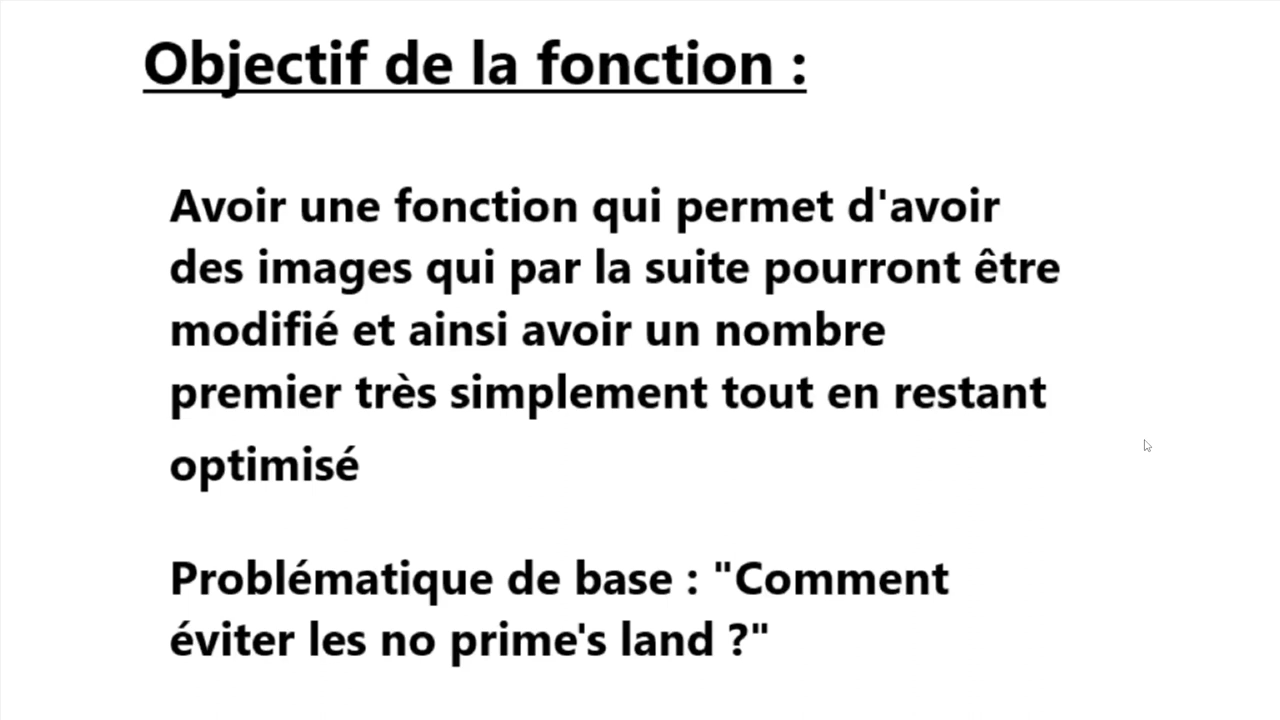 Objectif de la fonction :
Avoir une fonction qui permet d'avoir
des images qui par la suite pourront être
modifié et ainsi avoir un nombre
premier très simplement tout en restant
optimisé
Problématique de base : "Comment
éviter les no prime's land ?"